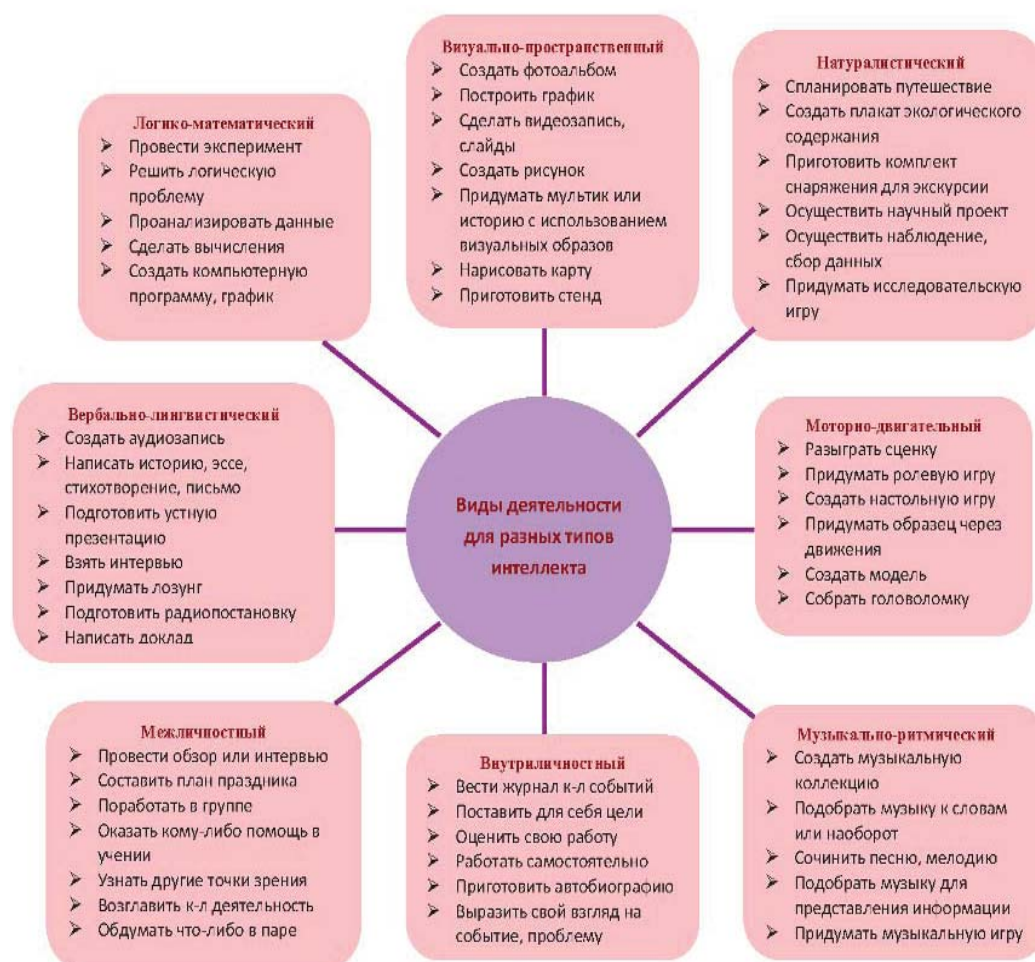 Логико-математический
Провести эксперимент
Решить логическую
проблему
Проанализировать данные
Сделать вычисления
Создать компьютерную
программу, график
Визуально-пространственный
Создать фотоальбом
Построить график
Сделать видеозапись,
слайды
Создать рисунок
Придумать мультик или
историю с использованием
визуальных образов
Нарисовать карту
Приготовить стенд
Натуралистический
Спланировать путешествие
Создать плакат экологического
содержания
Приготовить комплект
снаряжения для экскурсии
Осуществить научный проект
Осуществить наблюдение,
сбор данных
Придумать исследовательскую
игру
Вербально-лингвистический
Создать аудиозапись
Написать историю, эссе,
стихотворение, письмо
Подготовить устную
презентацию
Взять интервью
Придумать лозунг
Подготовить радиопостановку
Написать доклад
Виды деятельности
для разных типов
интеллекта
Моторно-двигательный
Разыграть сценку
Придумать ролевую игру
Создать настольную игру
Придумать образец через
движения
Создать модель
Собрать головоломку
Межличностный
Провести обзор или интервью
Составить план праздника
Поработать в группе
Оказать кому-либо помощь в
учении
Узнать другие точки зрения
Возглавить к-л деятельность
Обдумать что-либо в паре
Внутриличностный
Вести журнал к-л событий
Поставить для себя цели
Оценить свою работу
Работать самостоятельно
Приготовить автобиографию
Выразить свой взгляд на
событие, проблему
Музыкально-ритмический
Создать музыкальную
коллекцию
Подобрать музыку к словам
или наоборот
Сочинить песню, мелодию
Подобрать музыку для
представления информации
Придумать музыкальную игру